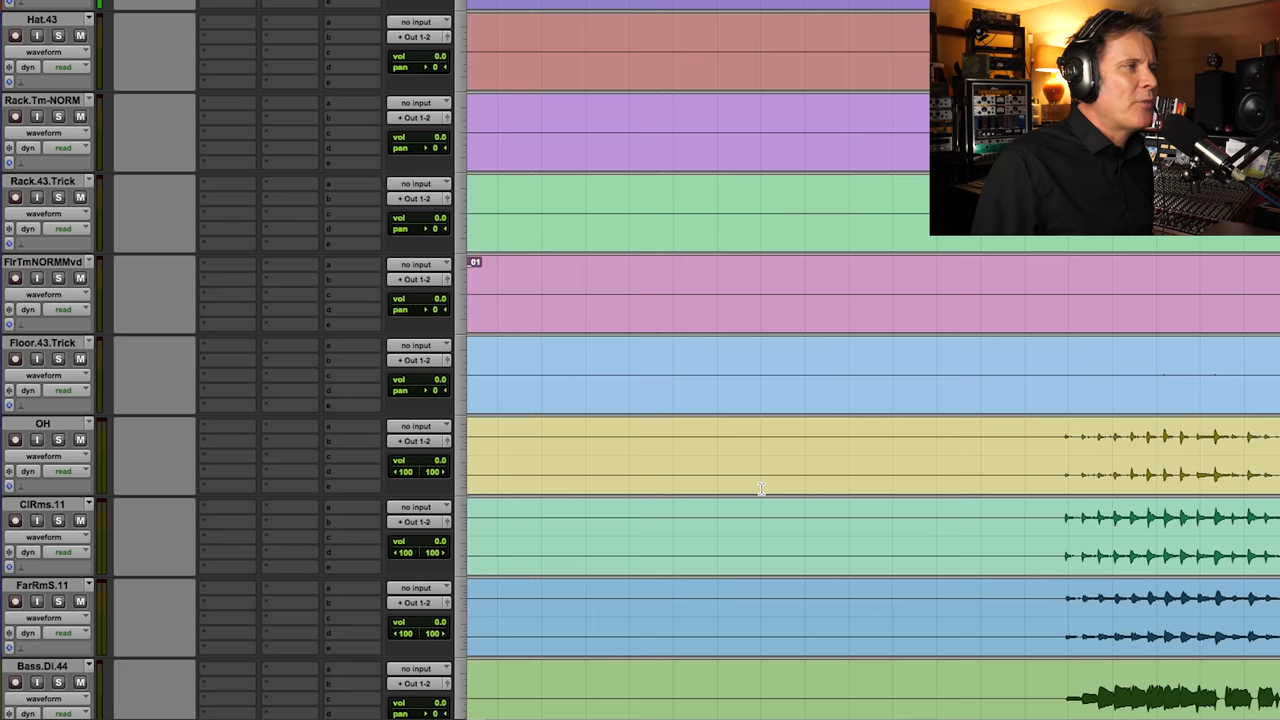 e
Hat.43
I S M
waveform
dyn read
a
b
c
d
e
no input
+ Out 1-2
vol 0.0
pan 0
Rack.Tm-NORM
I S M
waveform
dyn read
a
b
c
d
e
no input
+ Out 1-2
vol 0.0
pan 0
Rack.43.Trick
I S M
waveform
dyn read
a
b
c
d
e
no input
+ Out 1-2
vol 0.0
pan 0
FlrTmNORMMvd
I S M
waveform
dyn read
a
b
c
d
e
no input
+ Out 1-2
vol 0.0
pan 0
_01
Floor.43.Trick
I S M
waveform
dyn read
a
b
c
d
e
no input
+ Out 1-2
vol 0.0
pan 0
OH
I S M
waveform
dyn read
a
b
c
d
e
no input
+ Out 1-2
vol 0.0
100 100
ClRms.11
I S M
waveform
dyn read
a
b
c
d
e
no input
+ Out 1-2
vol 0.0
100 100
FarRmS.11
I S M
waveform
dyn read
a
b
c
d
e
no input
+ Out 1-2
vol 0.0
100 100
Bass.Di.44
I S M
waveform
dyn read
a
b
c
d
no input
+ Out 1-2
vol 0.0
pan 0